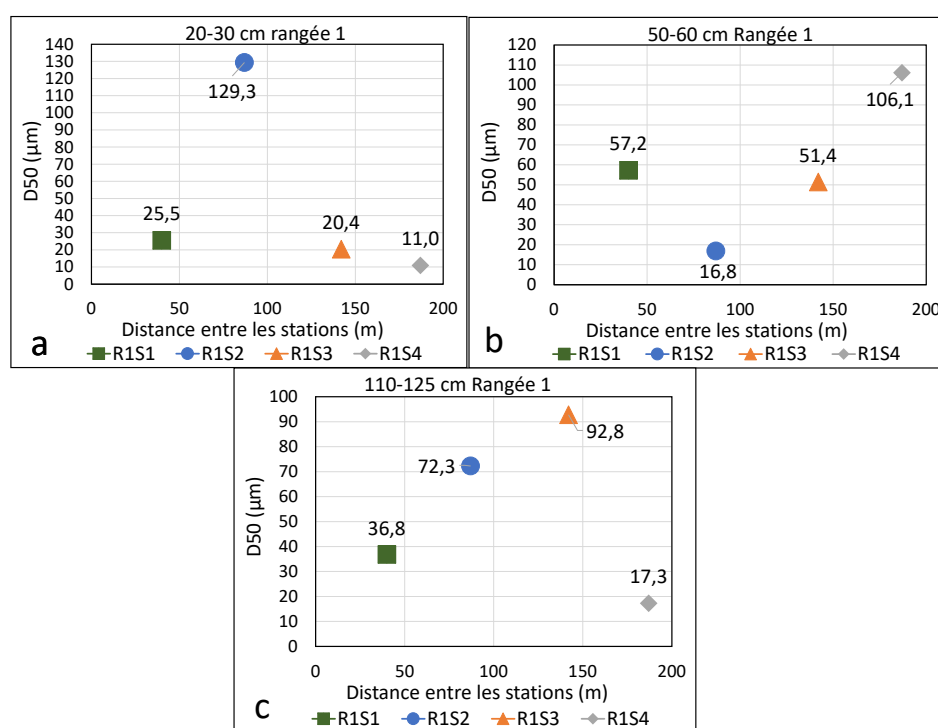 20-30 cm rangée 1
140
130
120
110
100
90
80
70
60
50
40
30
20
10
0
D50 (µm)
129,3
25,5
20,4
11,0
0 50 100 150 200
Distance entre les stations (m)
R1S1 R1S2 R1S3 R1S4
a
50-60 cm Rangée 1
120
110
100
90
80
70
60
50
40
30
20
10
0
D50 (µm)
106,1
57,2
51,4
16,8
0 50 100 150 200
Distance entre les stations (m)
R1S1 R1S2 R1S3 R1S4
b
110-125 cm Rangée 1
100
90
80
70
60
50
40
30
20
10
0
D50 (µm)
92,8
72,3
36,8
17,3
0 50 100 150 200
Distance entre les stations (m)
R1S1 R1S2 R1S3 R1S4
c